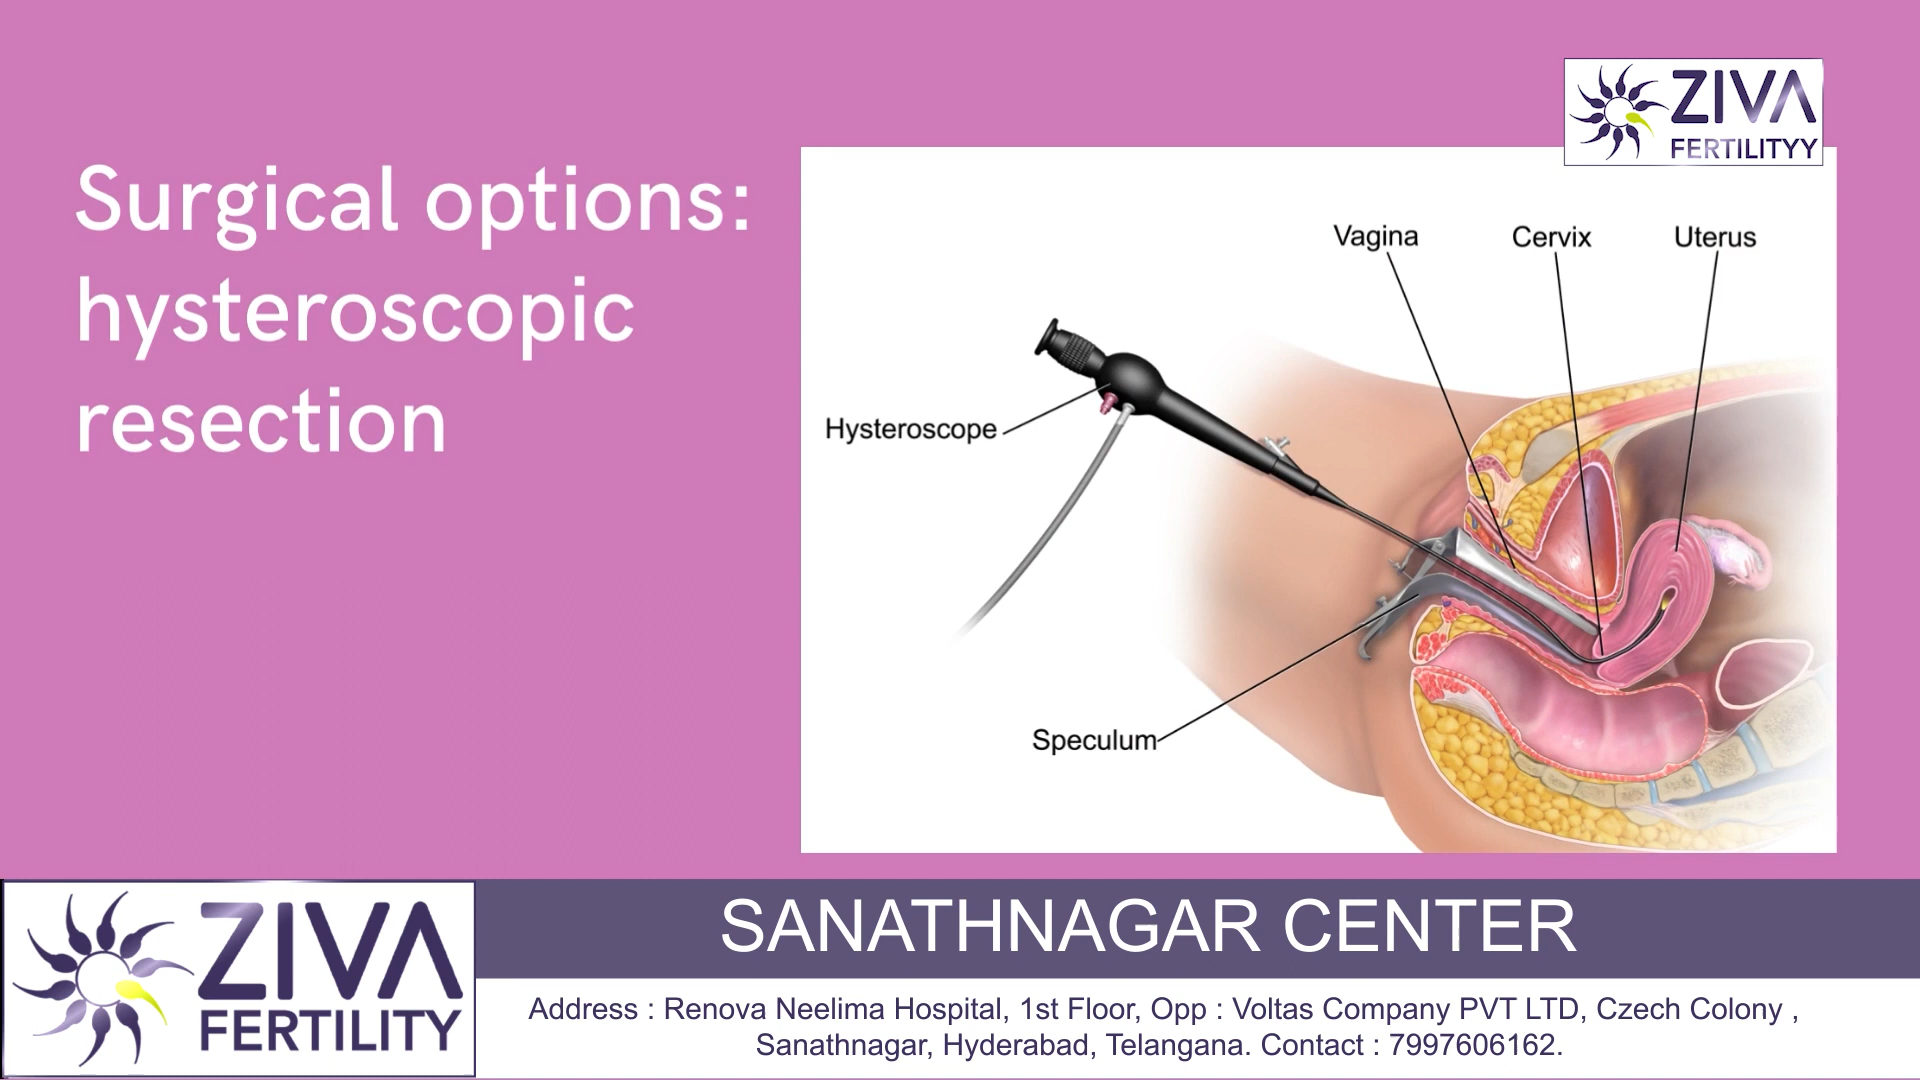 ZIVA
FERTILITYY
Surgical options:
hysteroscopic
resection
Vagina
Cervix
Uterus
Hysteroscope
Speculum
ZIVA
FERTILITY
SANATHNAGAR CENTER
Address : Renova Neelima Hospital, 1st Floor, Opp : Voltas Company PVT LTD, Czech Colony ,
Sanathnagar, Hyderabad, Telangana. Contact : 7997606162.